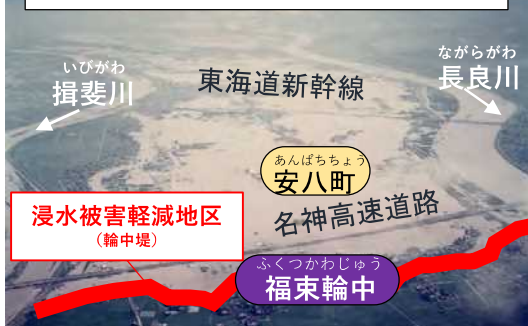 いびがわ
揖斐川
東海道新幹線
ながらがわ
長良川
あんぱちちょう
安八町
名神高速道路
浸水被害軽減地区
（輪中堤）
ふくつかわじゅう
福束輪中